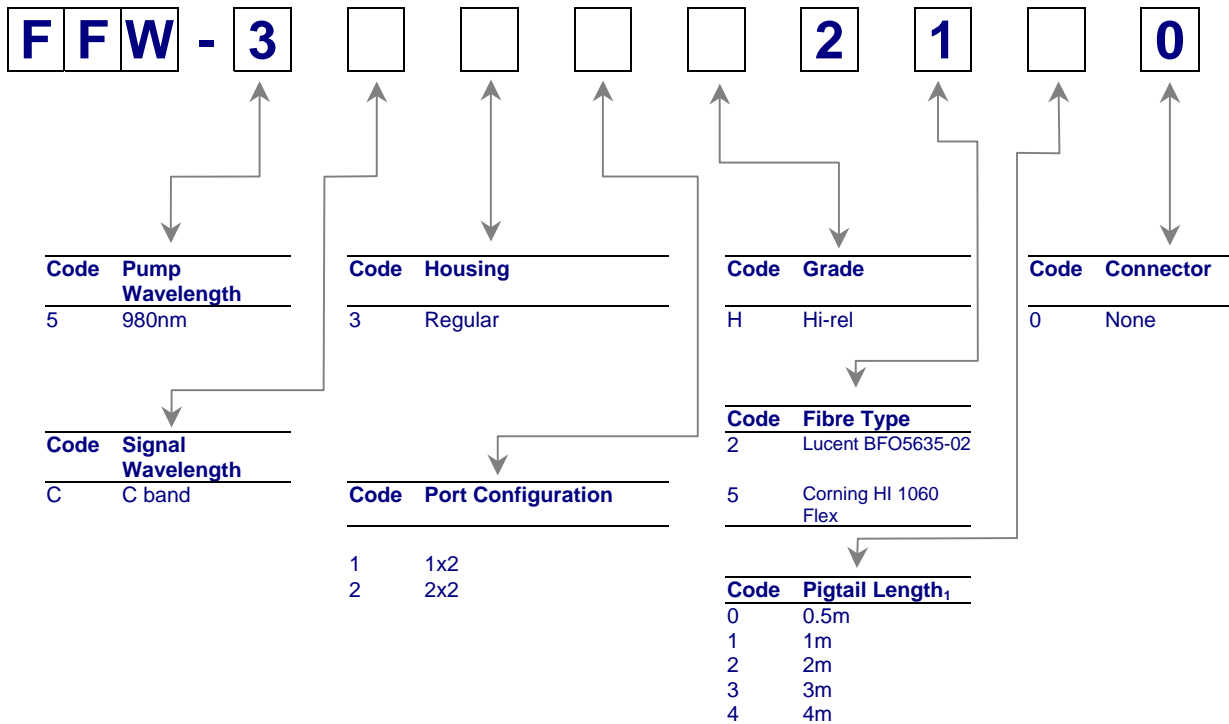 F F W - 3 2 1 0
Code Pump Wavelength
5 980nm
Code Housing
3 Regular
Code Grade
H Hi-rel
Code Connector
0 None
Code Signal Wavelength
C C band
Code Port Configuration
1 1x2
2 2x2
Code Fibre Type
2 Lucent BFO5635-02
5 Corning HI 1060 Flex
Code Pigtail Length1
0 0.5m
1 1m
2 2m
3 3m
4 4m